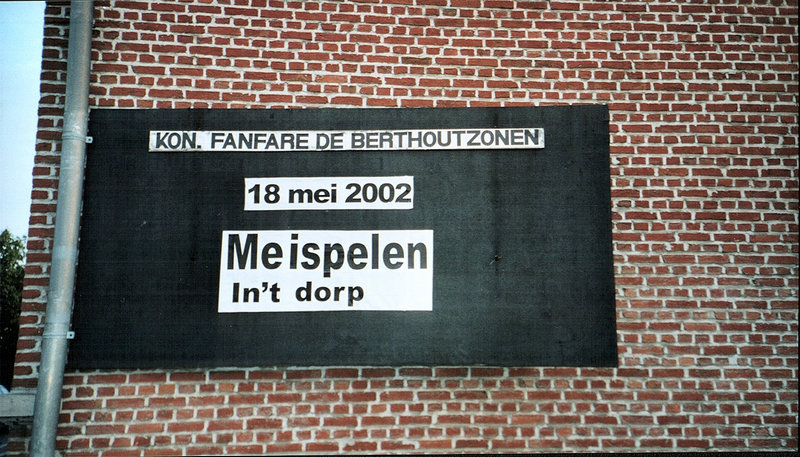 KON. FANFARE DE BERTHOUTZONEN
18 mei 2002
Meispelen
In't dorp